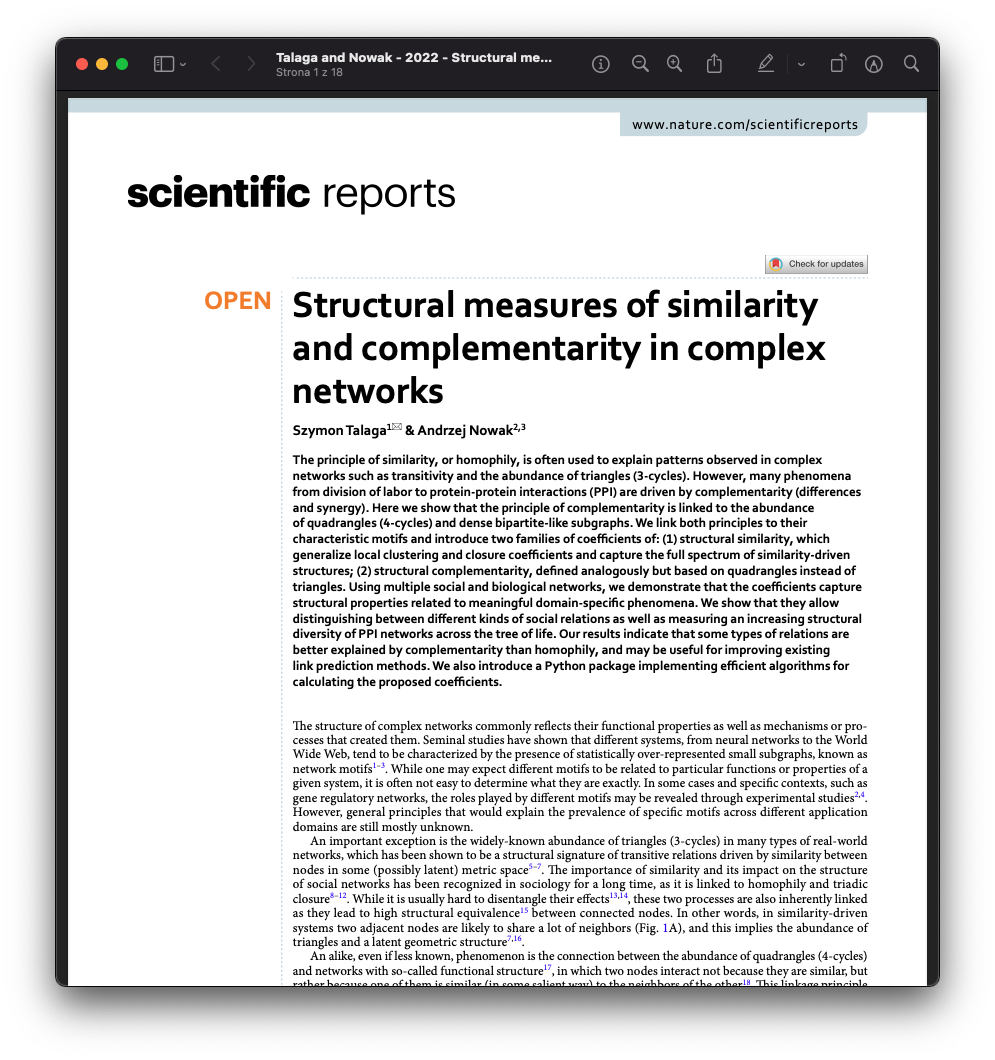 Talaga and Nowak - 2022 - Structural me...
Strona 1 z 18
www.nature.com/scientificreports
scientific reports
Check for updates
OPEN
Structural measures of similarity
and complementarity in complex
networks
Szymon Talaga1✉ & Andrzej Nowak2,3
The principle of similarity, or homophily, is often used to explain patterns observed in complex
networks such as transitivity and the abundance of triangles (3-cycles). However, many phenomena
from division of labor to protein-protein interactions (PPI) are driven by complementarity (differences
and synergy). Here we show that the principle of complementarity is linked to the abundance
of quadrangles (4-cycles) and dense bipartite-like subgraphs. We link both principles to their
characteristic motifs and introduce two families of coefficients of: (1) structural similarity, which
generalize local clustering and closure coefficients and capture the full spectrum of similarity-driven
structures; (2) structural complementarity, defined analogously but based on quadrangles instead of
triangles. Using multiple social and biological networks, we demonstrate that the coefficients capture
structural properties related to meaningful domain-specific phenomena. We show that they allow
distinguishing between different kinds of social relations as well as measuring an increasing structural
diversity of PPI networks across the tree of life. Our results indicate that some types of relations are
better explained by complementarity than homophily, and may be useful for improving existing
link prediction methods. We also introduce a Python package implementing efficient algorithms for
calculating the proposed coefficients.
The structure of complex networks commonly reflects their functional properties as well as mechanisms or pro-
cesses that created them. Seminal studies have shown that different systems, from neural networks to the World
Wide Web, tend to be characterized by the presence of statistically over-represented small subgraphs, known as
network motifs1–3. While one may expect different motifs to be related to particular functions or properties of a
given system, it is often not easy to determine what they are exactly. In some cases and specific contexts, such as
gene regulatory networks, the roles played by different motifs may be revealed through experimental studies2,4.
However, general principles that would explain the prevalence of specific motifs across different application
domains are still mostly unknown.
An important exception is the widely-known abundance of triangles (3-cycles) in many types of real-world
networks, which has been shown to be a structural signature of transitive relations driven by similarity between
nodes in some (possibly latent) metric space5–7. The importance of similarity and its impact on the structure
of social networks has been recognized in sociology for a long time, as it is linked to homophily and triadic
closure8–12. While it is usually hard to disentangle their effects13,14, these two processes are also inherently linked
as they lead to high structural equivalence15 between connected nodes. In other words, in similarity-driven
systems two adjacent nodes are likely to share a lot of neighbors (Fig. 1A), and this implies the abundance of
triangles and a latent geometric structure7,16.
An alike, even if less known, phenomenon is the connection between the abundance of quadrangles (4-cycles)
and networks with so-called functional structure17, in which two nodes interact not because they are similar, but
rather because one of them is similar (in some salient way) to the neighbors of the other18. This linkage principle